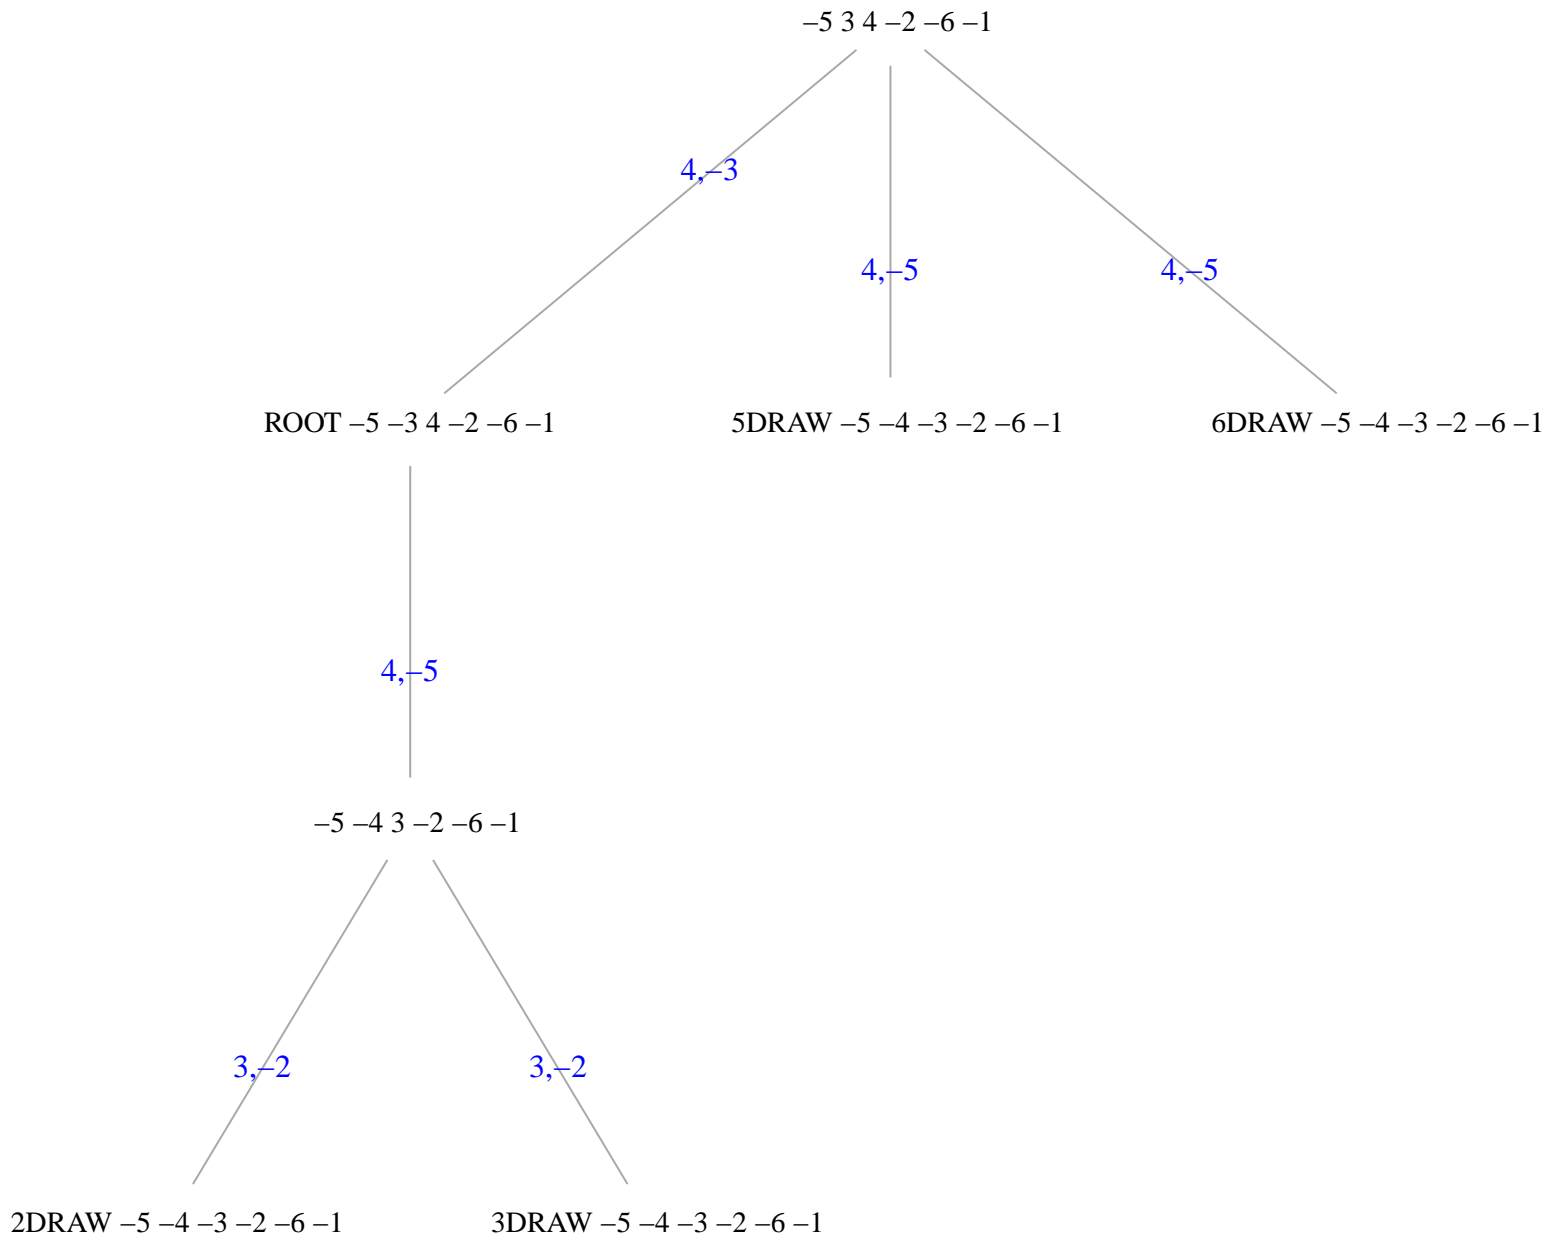 –5 3 4 –2 –6 –1
4,–3
4,–5
4,–5
ROOT –5 –3 4 –2 –6 –1
5DRAW –5 –4 –3 –2 –6 –1
6DRAW –5 –4 –3 –2 –6 –1
4,–5
–5 –4 3 –2 –6 –1
3,–2
3,–2
2DRAW –5 –4 –3 –2 –6 –1
3DRAW –5 –4 –3 –2 –6 –1